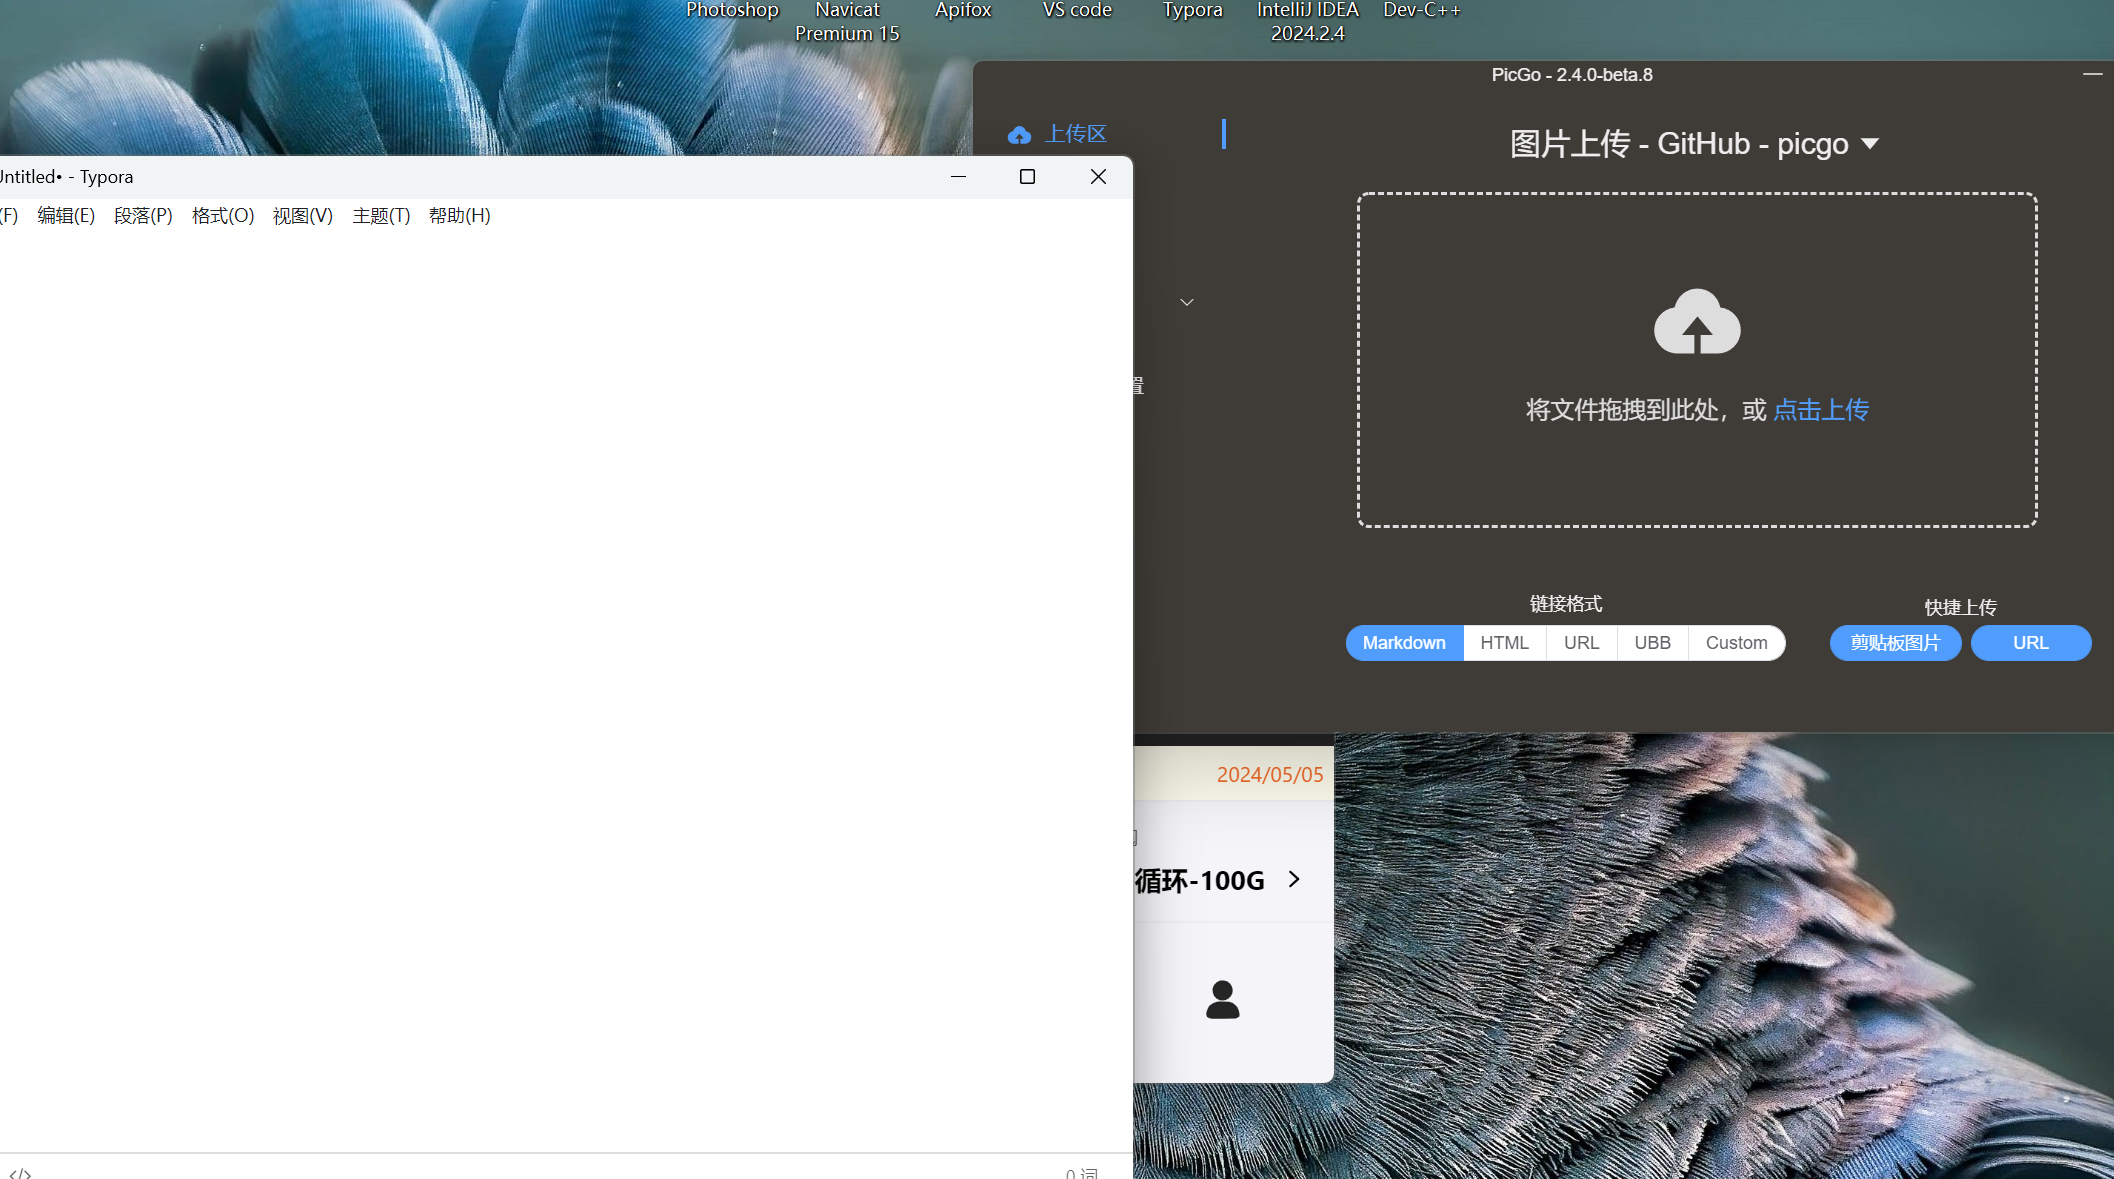 Photoshop
Navicat
Premium 15
Apifox
VS code
Typora
IntelliJ IDEA
2024.2.4
Dev-C++
PicGo - 2.4.0-beta.8
上传区
图片上传 - GitHub - picgo
将文件拖拽到此处，或 点击上传
链接格式
Markdown HTML URL UBB Custom
快捷上传
剪贴板图片 URL
置
Untitled• - Typora
(F) 编辑(E) 段落(P) 格式(O) 视图(V) 主题(T) 帮助(H)
2024/05/05
循环-100G
</>
0 词